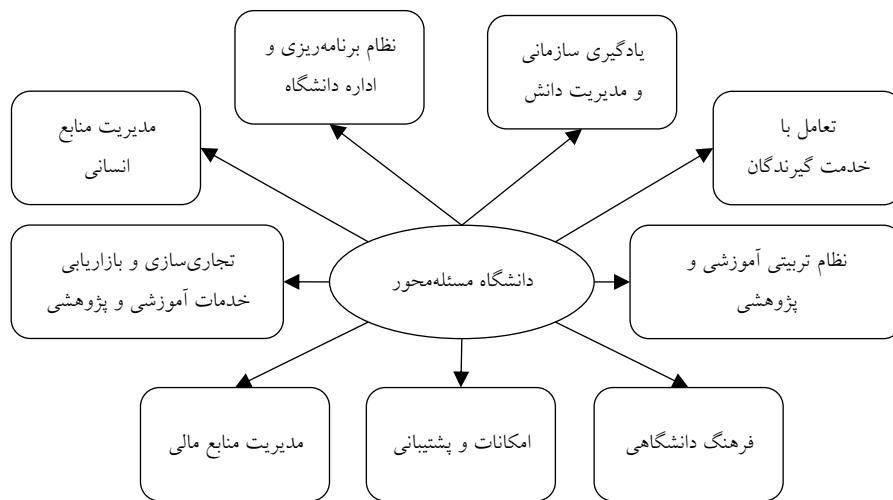 یادگیری سازمانی
و مدیریت دانش
نظام برنامه‌ریزی و
اداره دانشگاه
تعامل با
خدمت گیرندگان
مدیریت منابع
انسانی
نظام تربیتی آموزشی و
پژوهشی
دانشگاه مسئله‌محور
تجاری‌سازی و بازاریابی
خدمات آموزشی و پژوهشی
فرهنگ دانشگاهی
امکانات و پشتیبانی
مدیریت منابع مالی